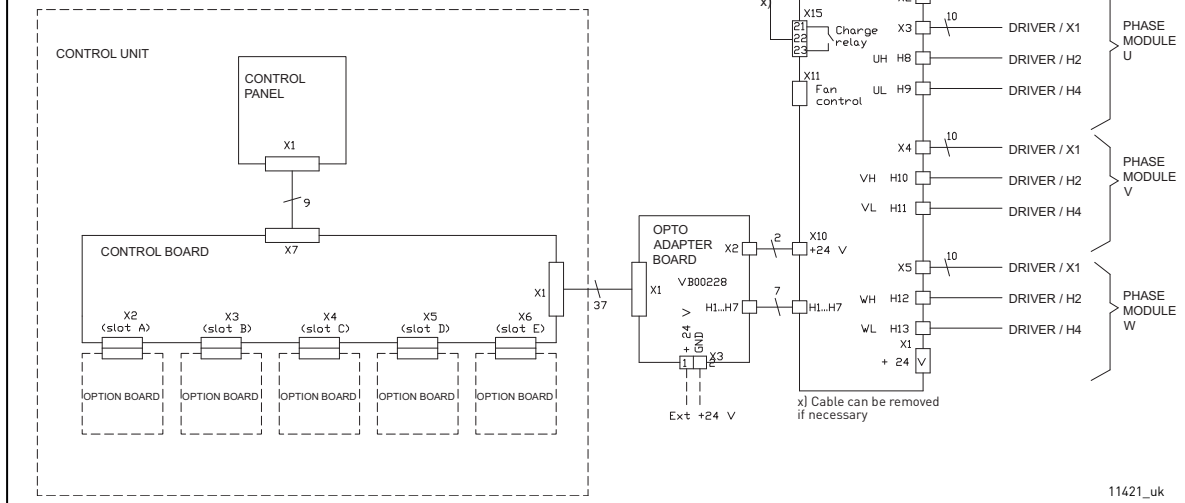 CONTROL UNIT
CONTROL
PANEL
X1
9
X7
CONTROL BOARD
X2
(slot A)
X3
(slot B)
X4
(slot C)
X5
(slot D)
X6
(slot E)
X1
37
OPTION BOARD
OPTION BOARD
OPTION BOARD
OPTION BOARD
OPTION BOARD
OPTO
ADAPTER
BOARD
VB00228
X1
X2
2
H1...H7
7
+ 24 V
GND
1
2
X3
Ext +24 V
x)
X15
21
22
23
Charge
relay
X11
Fan
control
X10
+24 V
H1...H7
X3
10
DRIVER / X1
UH H8
DRIVER / H2
UL H9
DRIVER / H4
PHASE
MODULE
U
X4
10
DRIVER / X1
VH H10
DRIVER / H2
VL H11
DRIVER / H4
PHASE
MODULE
V
X5
10
DRIVER / X1
WH H12
DRIVER / H2
WL H13
DRIVER / H4
PHASE
MODULE
W
X1
+ 24 V
x) Cable can be removed
if necessary
11421_uk